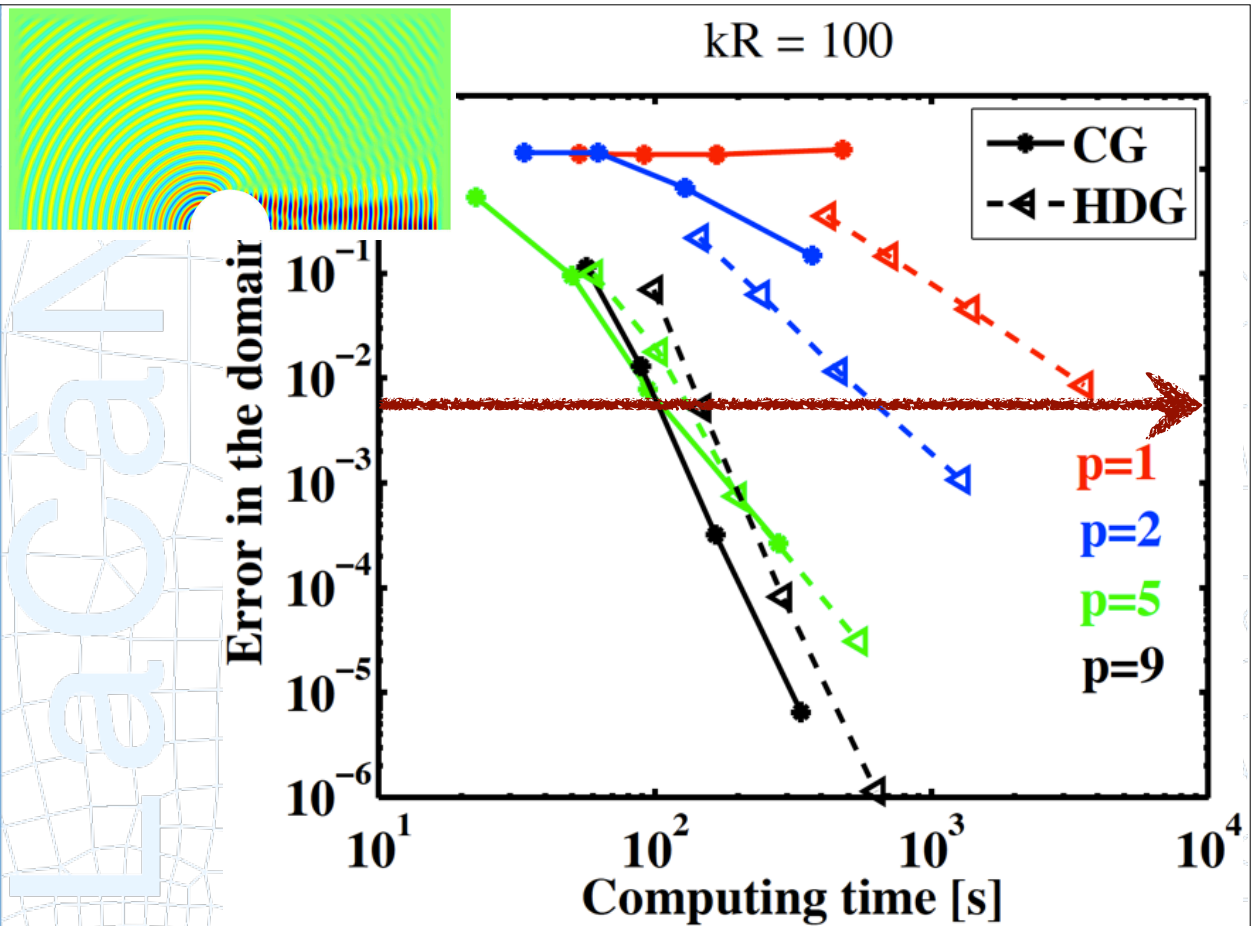 kR = 100
CG
HDG
10^-1
10^-2
10^-3
10^-4
10^-5
10^-6
Error in the domain
p=1
p=2
p=5
p=9
10^1
10^2
10^3
10^4
Computing time [s]
LaCàN